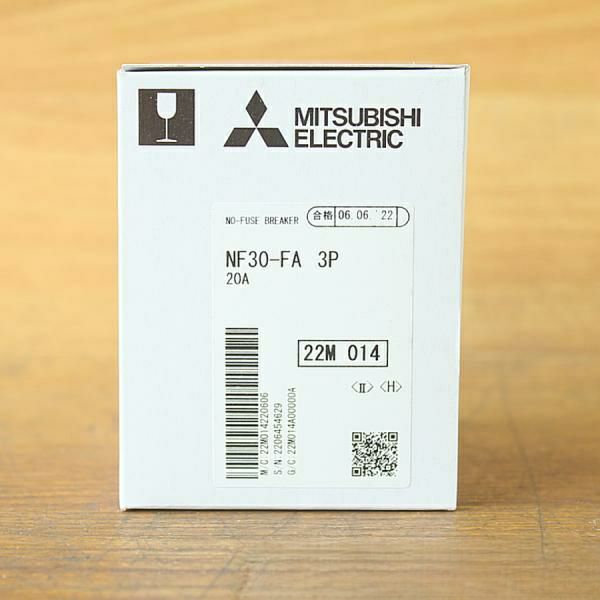 MITSUBISHI
ELECTRIC
NO-FUSE BREAKER 合格 06.06.'22
NF30-FA 3P
20A
22M 014
〈Ⅱ〉 〈H〉
M/C:22M014220606
S.N.2206454629
G/C:22M014A00000A